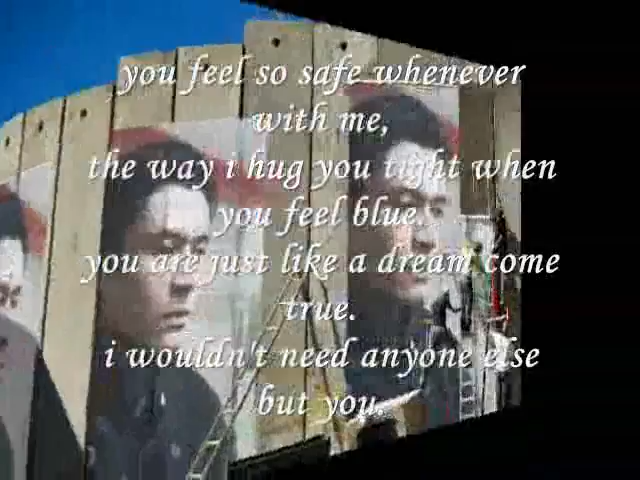 you feel so safe whenever
with me,
the way i hug you tight when
you feel blue.
you are just like a dream come
true.
i wouldn't need anyone else
but you.